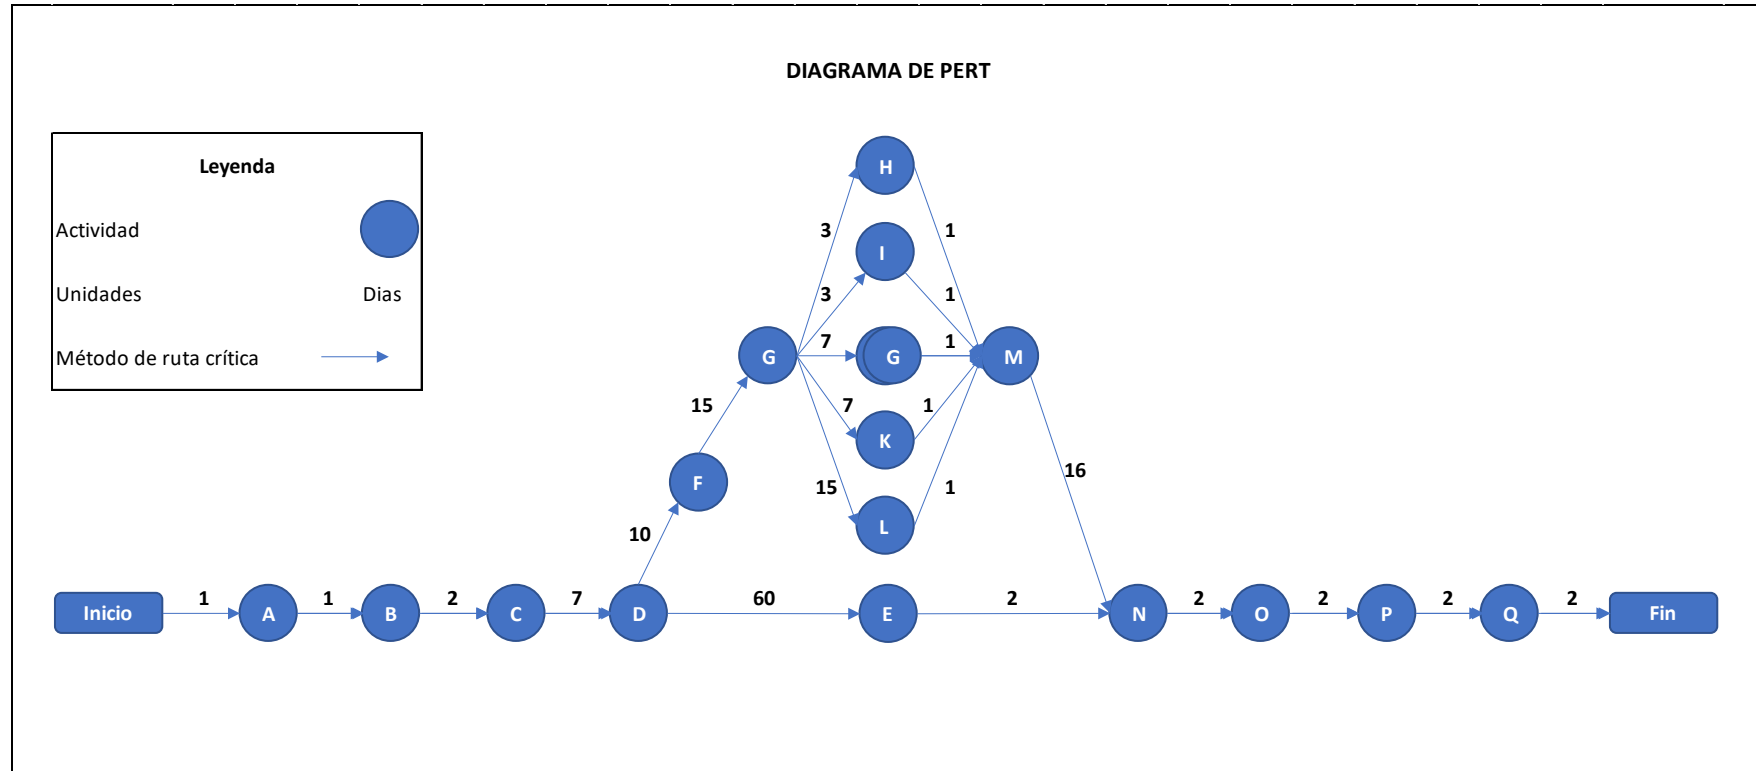 DIAGRAMA DE PERT
Leyenda
Actividad
Unidades Dias
Método de ruta crítica
H
3 1
I
3 1
G 7 G 1 M
15 7 1
K
F 16
15 1
L
10
Inicio 1 A 1 B 2 C 7 D 60 E 2 N 2 O 2 P 2 Q 2 Fin